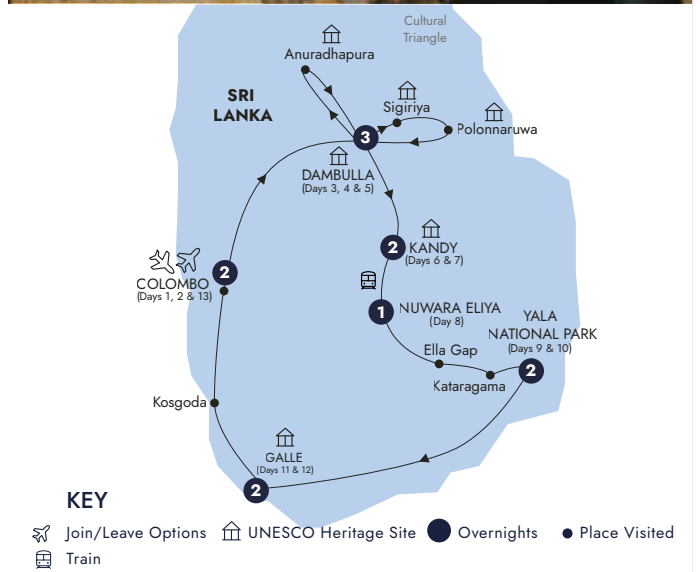 Cultural
Triangle
Anuradhapura
SRI
LANKA
Sigiriya
Polonnaruwa
3
DAMBULLA
(Days 3, 4 & 5)
2
KANDY
(Days 6 & 7)
2
COLOMBO
(Days 1, 2 & 13)
1
NUWARA ELIYA
(Day 8)
YALA
NATIONAL PARK
(Days 9 & 10)
2
Ella Gap
Kataragama
Kosgoda
GALLE
(Days 11 & 12)
2
KEY
Join/Leave Options
UNESCO Heritage Site
Overnights
Place Visited
Train